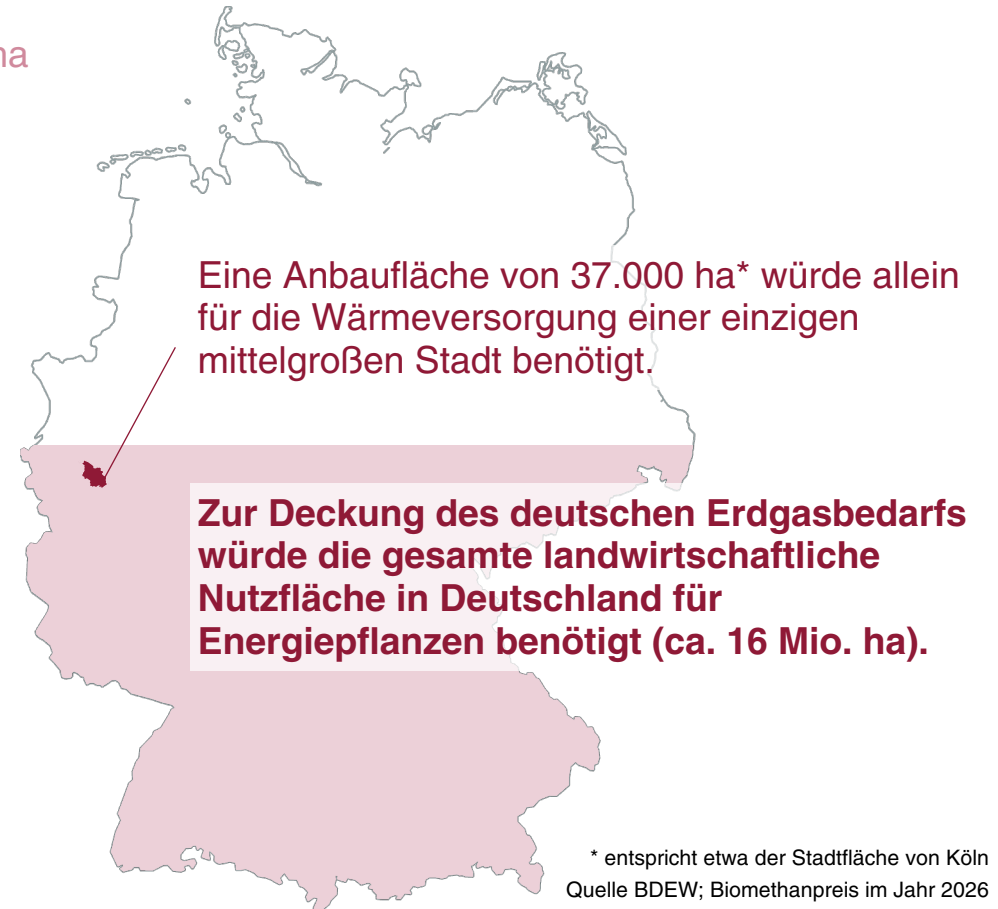 ha
Eine Anbaufläche von 37.000 ha* würde allein
für die Wärmeversorgung einer einzigen
mittelgroßen Stadt benötigt.
Zur Deckung des deutschen Erdgasbedarfs
würde die gesamte landwirtschaftliche
Nutzfläche in Deutschland für
Energiepflanzen benötigt (ca. 16 Mio. ha).
* entspricht etwa der Stadtfläche von Köln
Quelle BDEW; Biomethanpreis im Jahr 2026